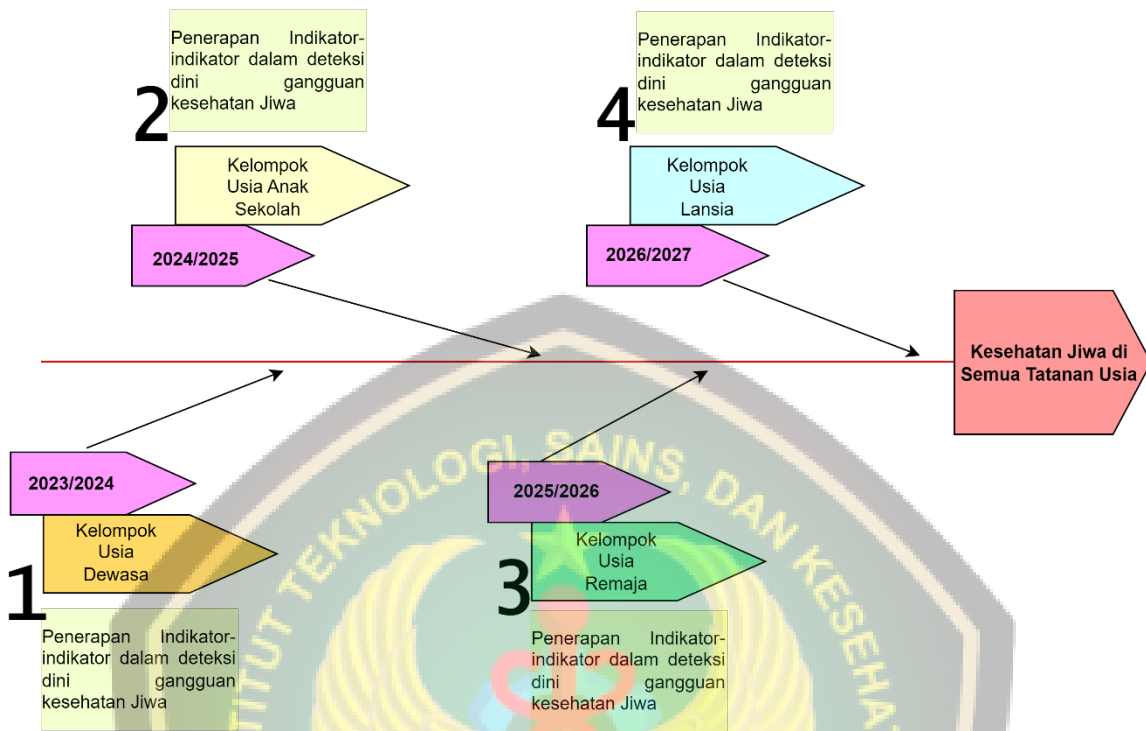 2
Penerapan Indikator-
indikator dalam deteksi
dini gangguan
kesehatan Jiwa
Kelompok
Usia Anak
Sekolah
2024/2025
4
Penerapan Indikator-
indikator dalam deteksi
dini gangguan
kesehatan Jiwa
Kelompok
Usia
Lansia
2026/2027
Kesehatan Jiwa di
Semua Tatanan Usia
2023/2024
Kelompok
Usia
Dewasa
1
Penerapan Indikator-
indikator dalam deteksi
dini gangguan
kesehatan Jiwa
2025/2026
Kelompok
Usia
Remaja
3
Penerapan Indikator-
indikator dalam deteksi
dini gangguan
kesehatan Jiwa
TEKNOLOGI, SAINS, DAN